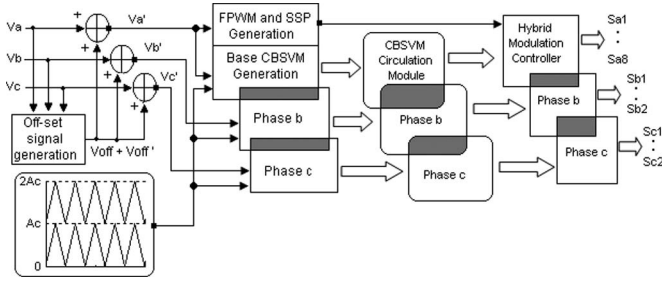 Va
Vb
Vc
+
+
+
+
+
+
Va'
Vb'
Vc'
Off-set
signal
generation
Voff + Voff '
2Ac
Ac
0
FPWM and SSP
Generation
Base CBSVM
Generation
Phase b
Phase c
CBSVM
Circulation
Module
Phase b
Phase c
Hybrid
Modulation
Controller
Phase b
Phase c
Sa1
:
Sa8
Sb1
:
Sb2
Sc1
:
Sc2